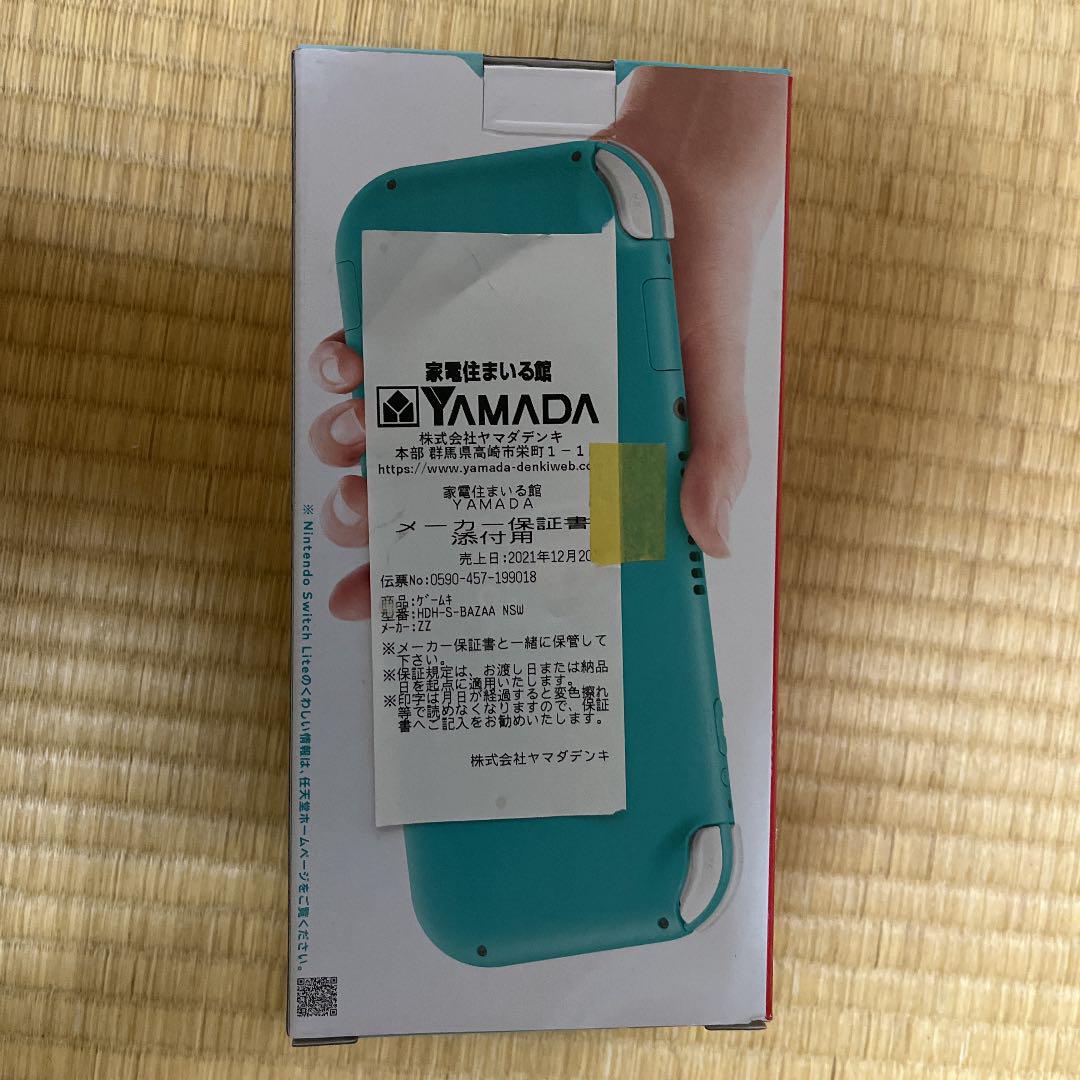 家電住まいる館
YAMADA
株式会社ヤマダデンキ
本部 群馬県高崎市栄町1-1
https://www.yamada-denkiweb.co
家電住まいる館
YAMADA
メーカー保証書
添付用
売上日:2021年12月20
伝票No:0590-457-199018
商品:ゲームキ
型番:HDH-S-BAZAA NSW
メーカー:ZZ
※メーカー保証書と一緒に保管して
下さい。
※保証規定は、お渡し日または納品
日を起点に適用いたします。
※印字は月日が経過すると変色擦れ
等で読めなくなりますので、保証
書へご記入をお勧めいたします。
株式会社ヤマダデンキ
※ Nintendo Switch Liteのくわしい情報は、任天堂ホームページをご覧ください。